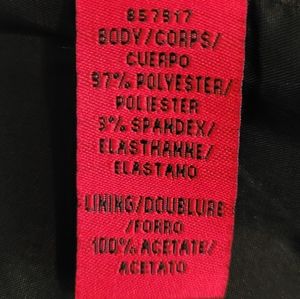 857517
BODY/CORPS/
CUERPO
97% POLYESTER/
POLIESTER
3% SPANDEX/
ELASTHANNE/
ELASTANO
LINING/DOUBLURE
/FORRO
100% ACETATE/
ACETATO